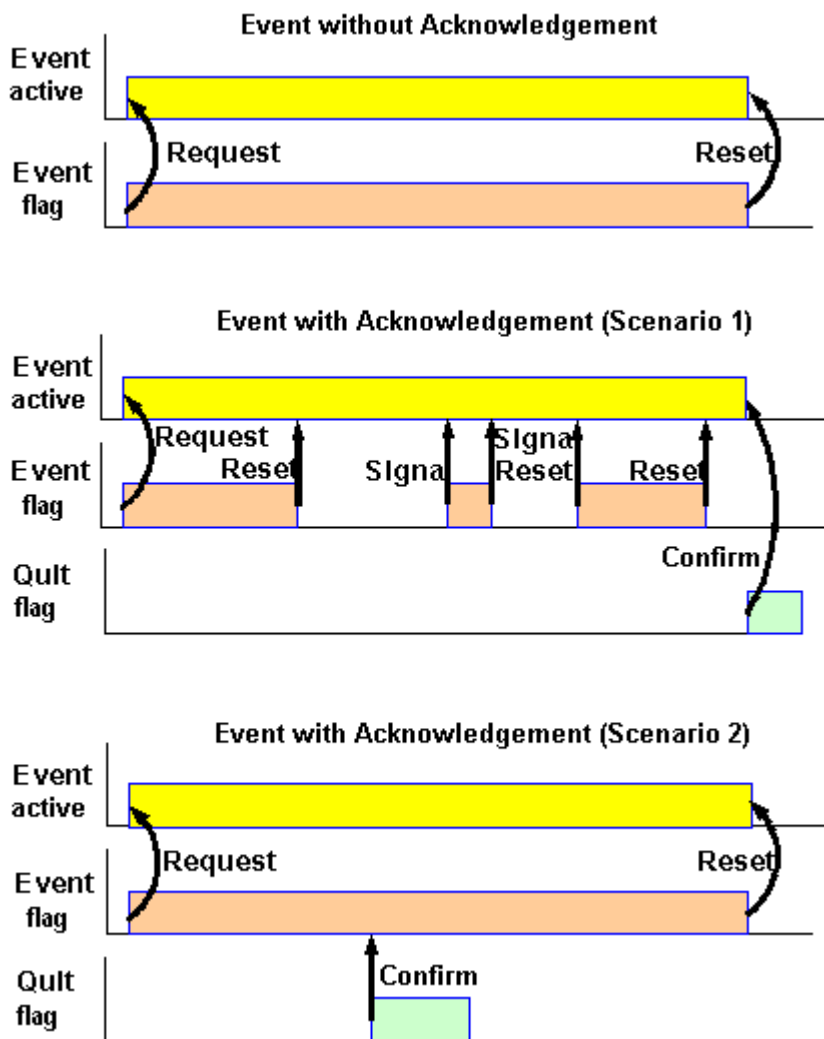 Event without Acknowledgement
Event
active
Request
Reset
Event
flag
Event with Acknowledgement (Scenario 1)
Event
active
Request
Reset
SIgna
SIgna
Reset
Reset
Event
flag
Confirm
QuIt
flag
Event with Acknowledgement (Scenario 2)
Event
active
Request
Reset
Event
flag
Confirm
QuIt
flag